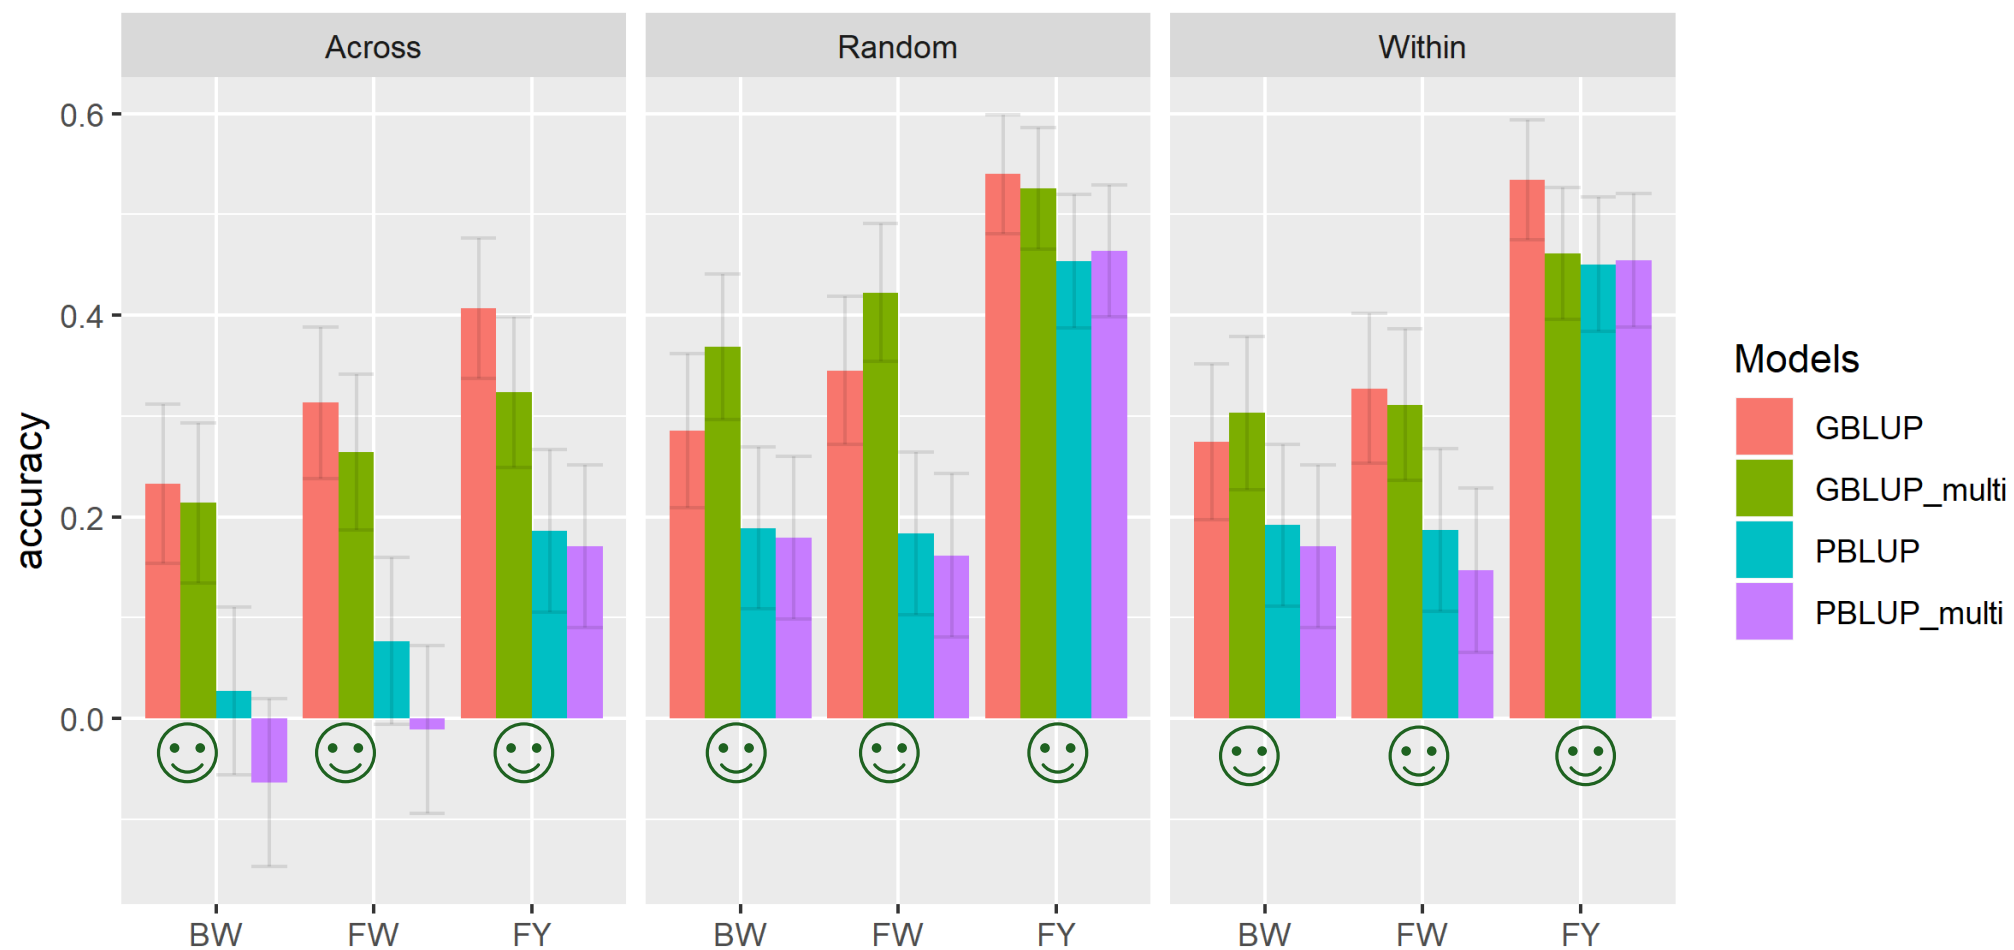 Across Random Within
0.6
0.4
0.2
0.0
accuracy
BW FW FY BW FW FY BW FW FY
Models
GBLUP
GBLUP_multi
PBLUP
PBLUP_multi